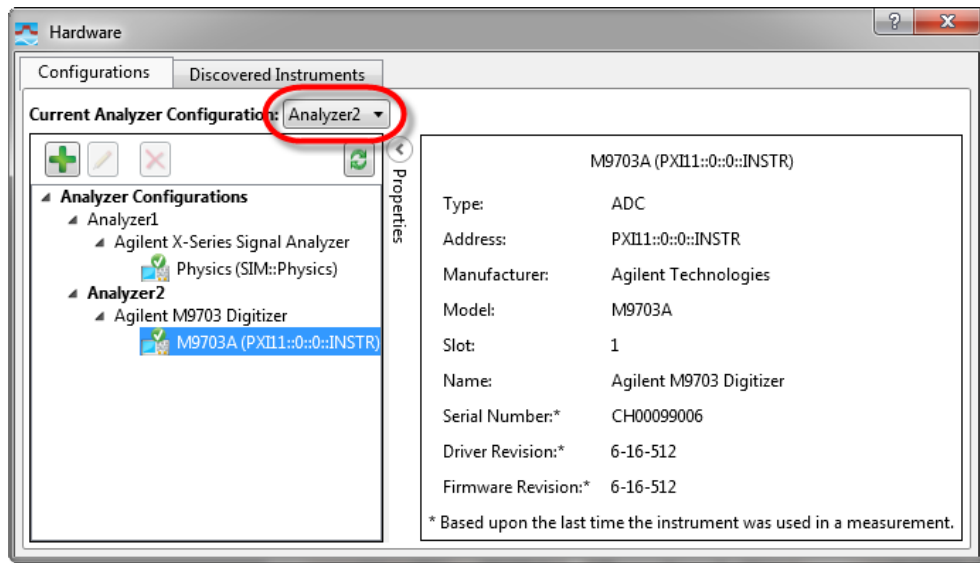 Hardware
?
Configurations
Discovered Instruments
Current Analyzer Configuration: Analyzer2
Analyzer Configurations
Analyzer1
Agilent X-Series Signal Analyzer
Physics (SIM::Physics)
Analyzer2
Agilent M9703 Digitizer
M9703A (PXI11::0::0::INSTR)
Properties
M9703A (PXI11::0::0::INSTR)
Type: ADC
Address: PXI11::0::0::INSTR
Manufacturer: Agilent Technologies
Model: M9703A
Slot: 1
Name: Agilent M9703 Digitizer
Serial Number:* CH00099006
Driver Revision:* 6-16-512
Firmware Revision:* 6-16-512
* Based upon the last time the instrument was used in a measurement.